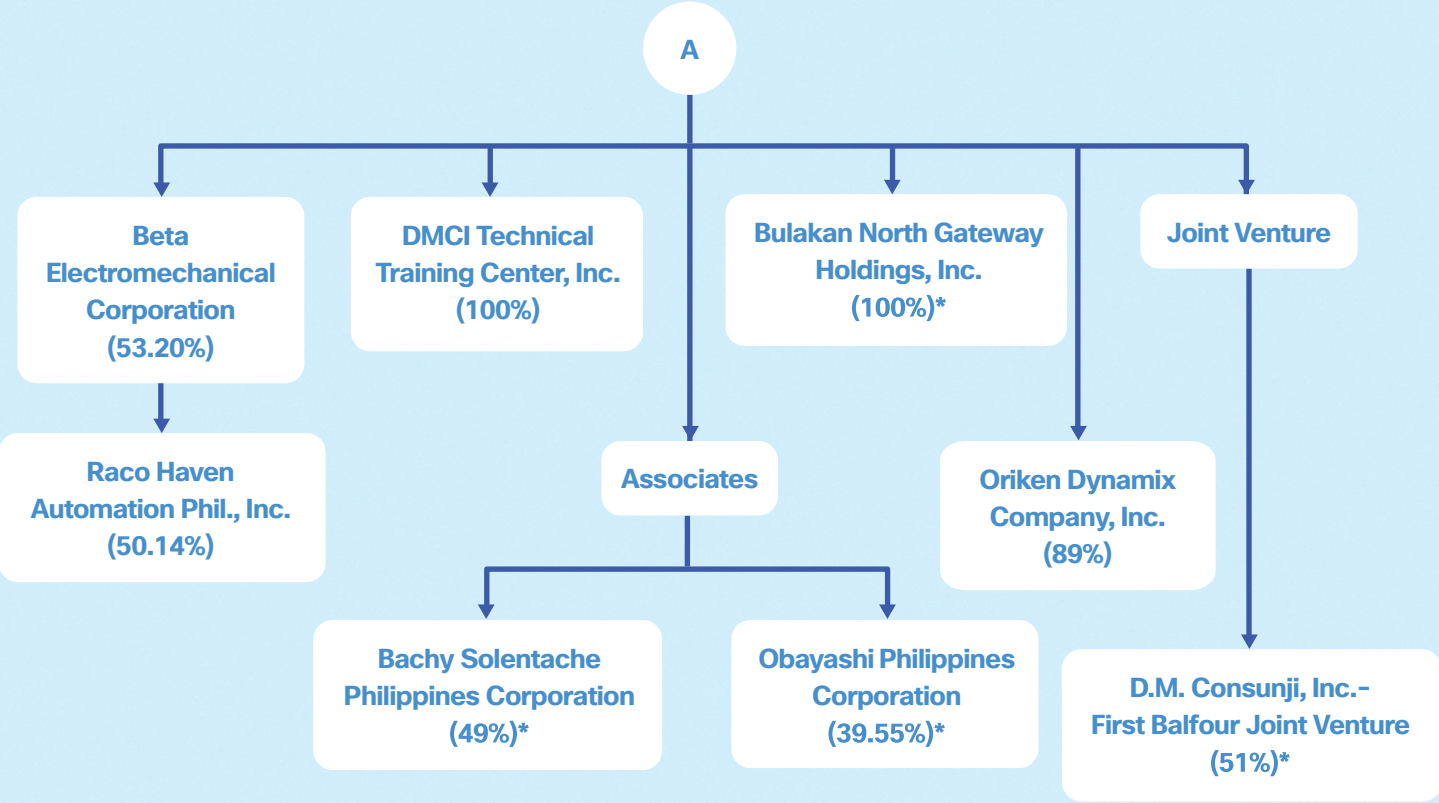 A
Beta
Electromechanical
Corporation
(53.20%)
DMCI Technical
Training Center, Inc.
(100%)
Bulakan North Gateway
Holdings, Inc.
(100%)*
Joint Venture
Raco Haven
Automation Phil., Inc.
(50.14%)
Associates
Oriken Dynamix
Company, Inc.
(89%)
Bachy Solentache
Philippines Corporation
(49%)*
Obayashi Philippines
Corporation
(39.55%)*
D.M. Consunji, Inc.-
First Balfour Joint Venture
(51%)*